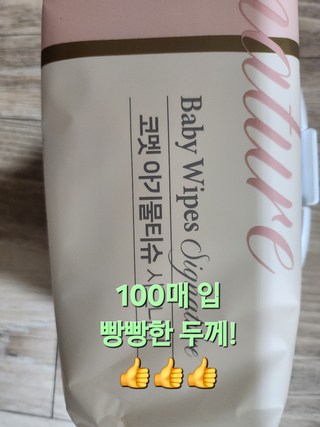 nature
Baby Wipes Signature
코멧 아기물티슈 시그
100매 입
빵빵한 두께!
👍👍👍